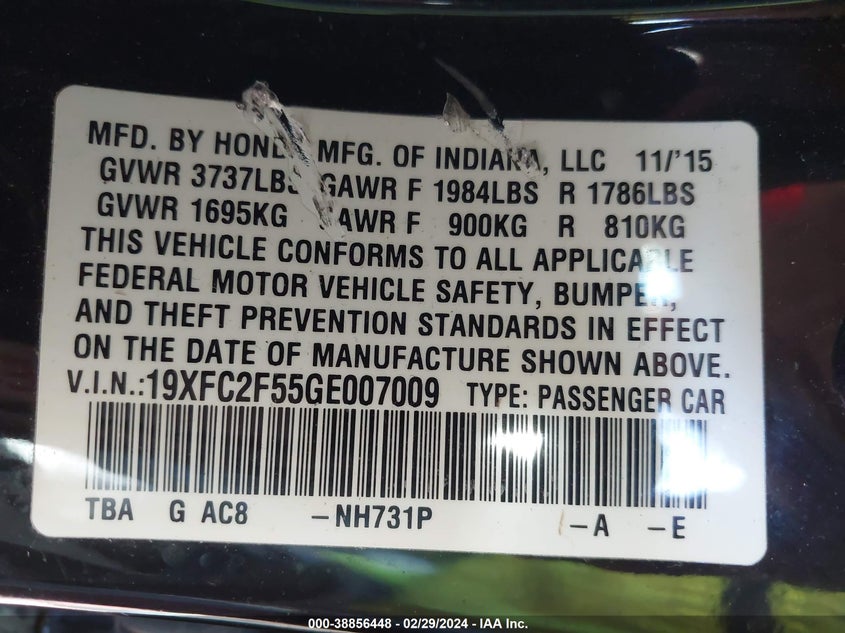 MFD. BY HOND MFG. OF INDIANA, LLC 11/'15
GVWR 3737LBS GAWR F 1984LBS R 1786LBS
GVWR 1695KG AWR F 900KG R 810KG
THIS VEHICLE CONFORMS TO ALL APPLICABLE
FEDERAL MOTOR VEHICLE SAFETY, BUMPER,
AND THEFT PREVENTION STANDARDS IN EFFECT
ON THE DATE OF MANUFACTURE SHOWN ABOVE.
V.I.N.:19XFC2F55GE007009 TYPE: PASSENGER CAR
TBA G AC8 -NH731P -A -E
000-38856448 - 02/29/2024 - IAA Inc.